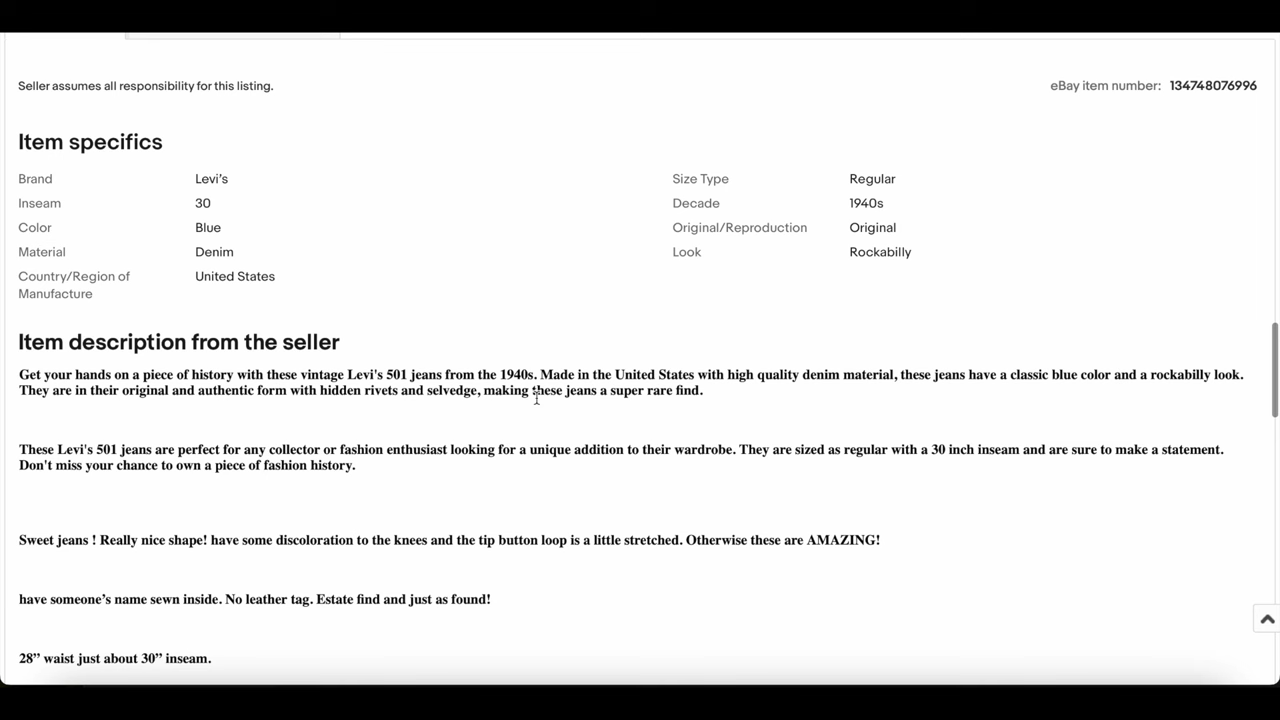 Seller assumes all responsibility for this listing.
eBay item number: 134748076996
Item specifics
Brand Levi's
Size Type Regular
Inseam 30
Decade 1940s
Color Blue
Original/Reproduction Original
Material Denim
Look Rockabilly
Country/Region of
Manufacture
United States
Item description from the seller
Get your hands on a piece of history with these vintage Levi's 501 jeans from the 1940s. Made in the United States with high quality denim material, these jeans have a classic blue color and a rockabilly look.
They are in their original and authentic form with hidden rivets and selvedge, making these jeans a super rare find.
These Levi's 501 jeans are perfect for any collector or fashion enthusiast looking for a unique addition to their wardrobe. They are sized as regular with a 30 inch inseam and are sure to make a statement.
Don't miss your chance to own a piece of fashion history.
Sweet jeans ! Really nice shape! have some discoloration to the knees and the tip button loop is a little stretched. Otherwise these are AMAZING!
have someone’s name sewn inside. No leather tag. Estate find and just as found!
28” waist just about 30” inseam.